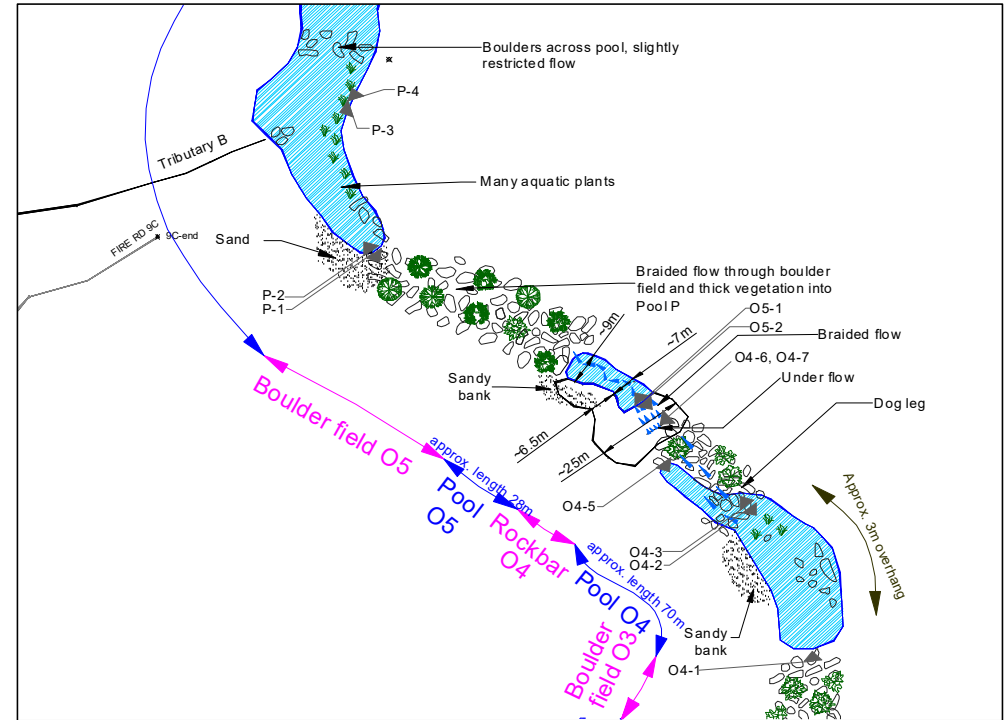 Boulders across pool, slightly
restricted flow
P-4
P-3
Tributary B
Many aquatic plants
FIRE RD 9C
9C-end
Sand
Braided flow through boulder
field and thick vegetation into
Pool P
P-2
P-1
O5-1
O5-2
~9m
~7m
Braided flow
O4-6, O4-7
Under flow
Sandy
bank
Dog leg
Boulder field O5
~6.5m
~25m
approx. length 28m
Pool
O5
O4-5
Approx. 3m overhang
Rockbar
O4
O4-3
O4-2
approx. length 70m
Pool O4
Sandy
bank
Boulder
field O3
O4-1